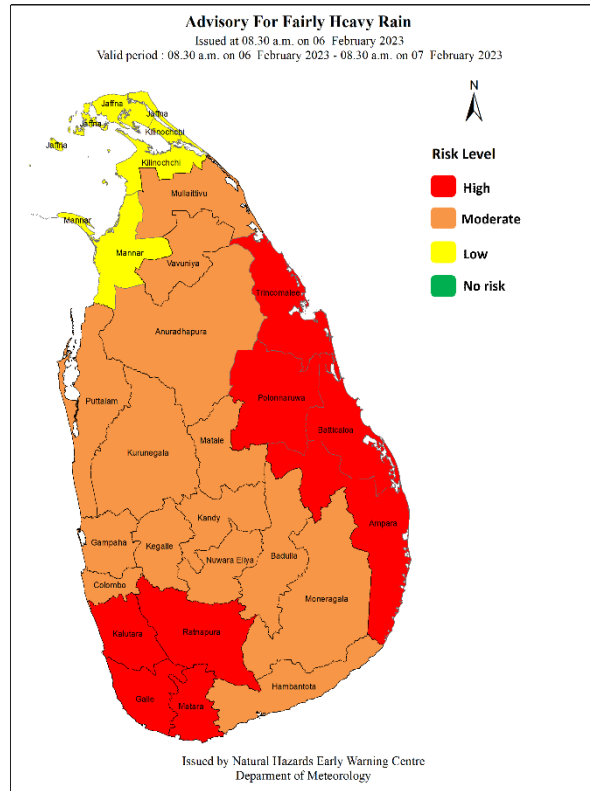 Advisory For Fairly Heavy Rain
Issued at 08.30 a.m. on 06 February 2023
Valid period : 08.30 a.m. on 06 February 2023 - 08.30 a.m. on 07 February 2023
N
Risk Level
High
Moderate
Low
No risk
Jaffna
Jaffna
Jaffna
Jaffna
Kilinochchi
Kilinochchi
Mullaittivu
Mannar
Mannar
Vavuniya
Trincomalee
Anuradhapura
Puttalam
Polonnaruwa
Matale
Batticaloa
Kurunegala
Kandy
Ampara
Gampaha
Kegalle
Nuwara Eliya
Badulla
Colombo
Moneragala
Kalutara
Ratnapura
Hambantota
Galle
Matara
Issued by Natural Hazards Early Warning Centre
Deparment of Meteorology